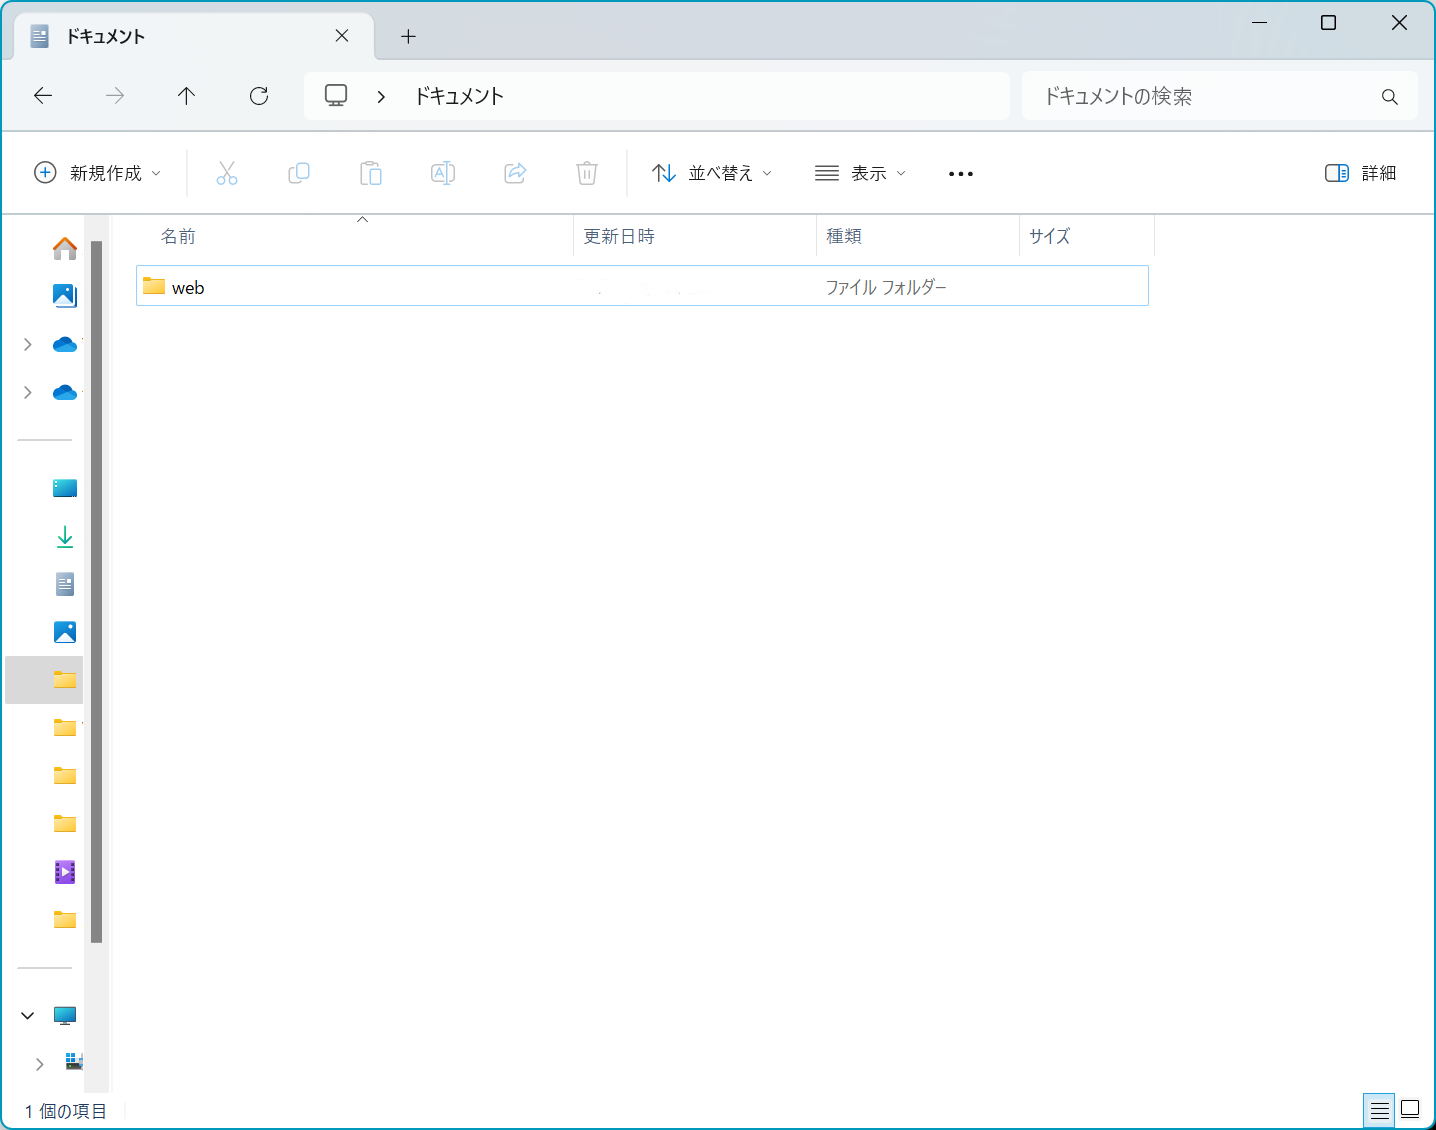 ドキュメント
ドキュメント
ドキュメントの検索
新規作成
並べ替え
表示
詳細
名前 更新日時 種類 サイズ
web ファイル フォルダー
1 個の項目